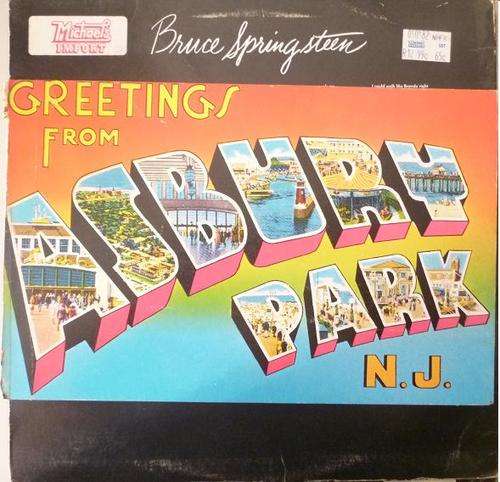 Michael's
IMPORT
Bruce Springsteen
GREETINGS
FROM
ASBURY
PARK
N.J.